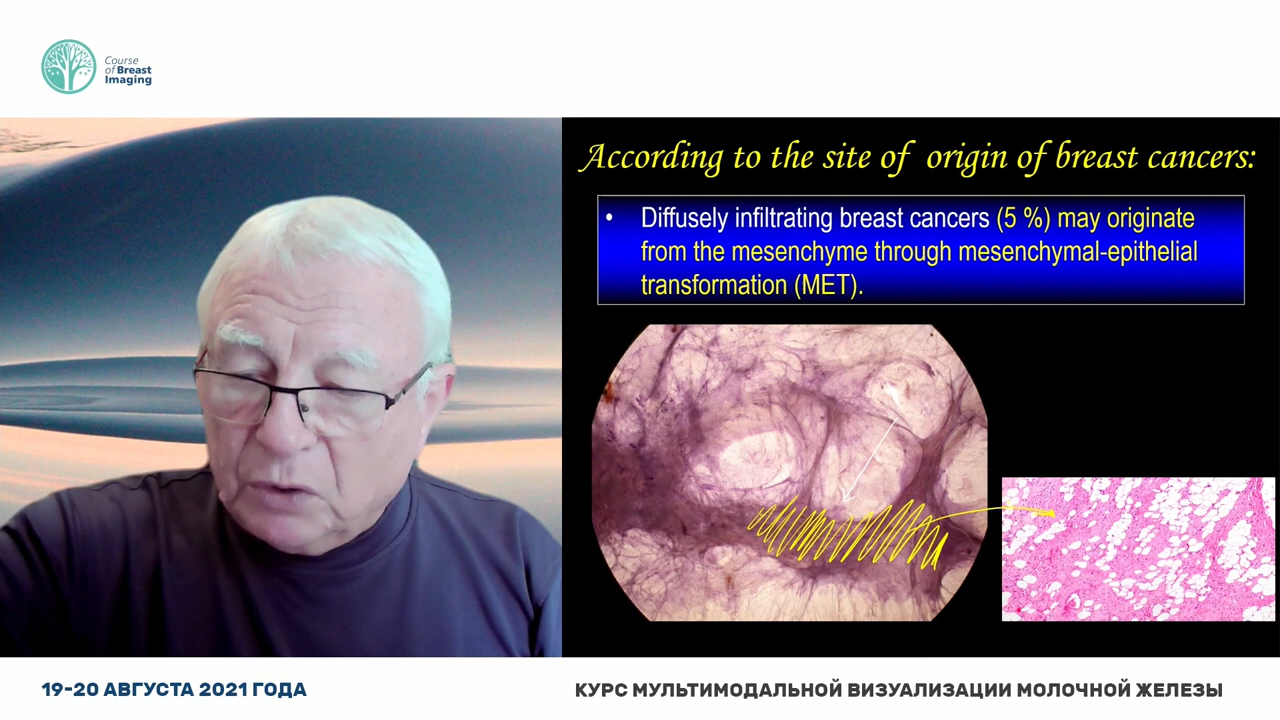 Course
of Breast
Imaging
According to the site of origin of breast cancers:
• Diffusely infiltrating breast cancers (5 %) may originate
from the mesenchyme through mesenchymal-epithelial
transformation (MET).
19-20 АВГУСТА 2021 ГОДА
КУРС МУЛЬТИМОДАЛЬНОЙ ВИЗУАЛИЗАЦИИ МОЛОЧНОЙ ЖЕЛЕЗЫ